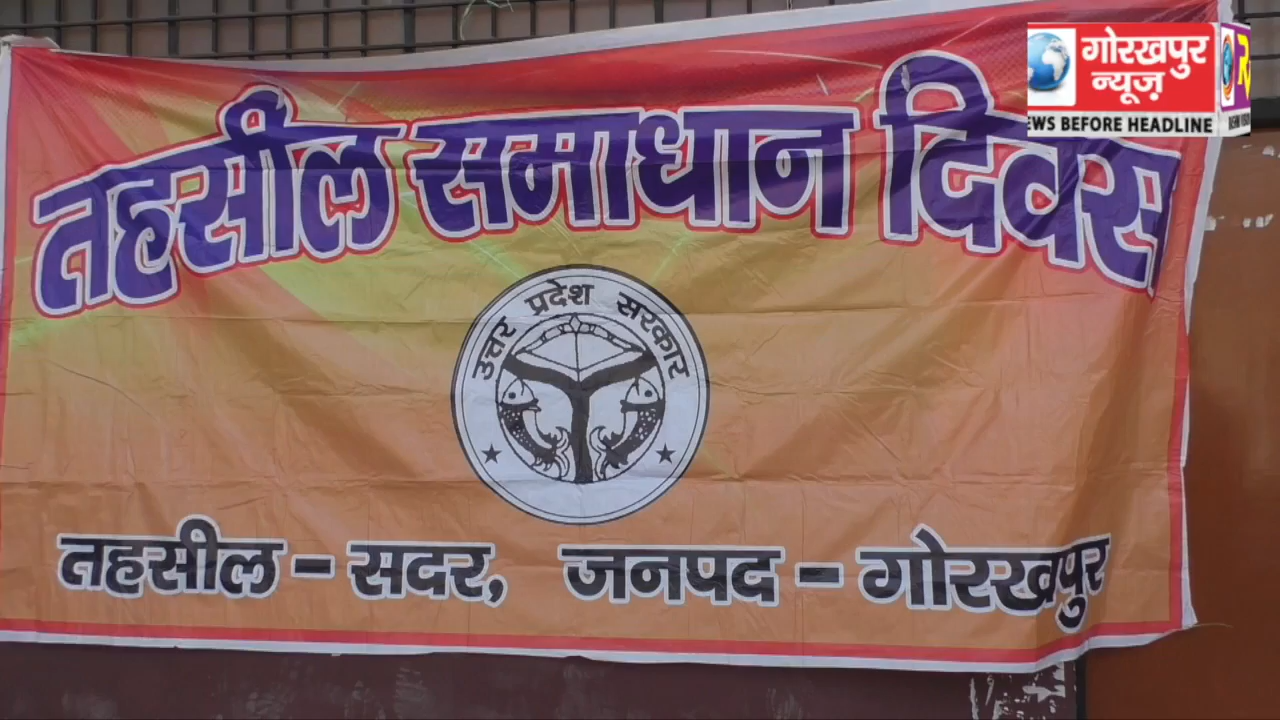 तहसील समाधान दिवस
उत्तर प्रदेश सरकार
तहसील – सदर, जनपद – गोरखपुर
गोरखपुर
न्यूज़
EWS BEFORE HEADLINE